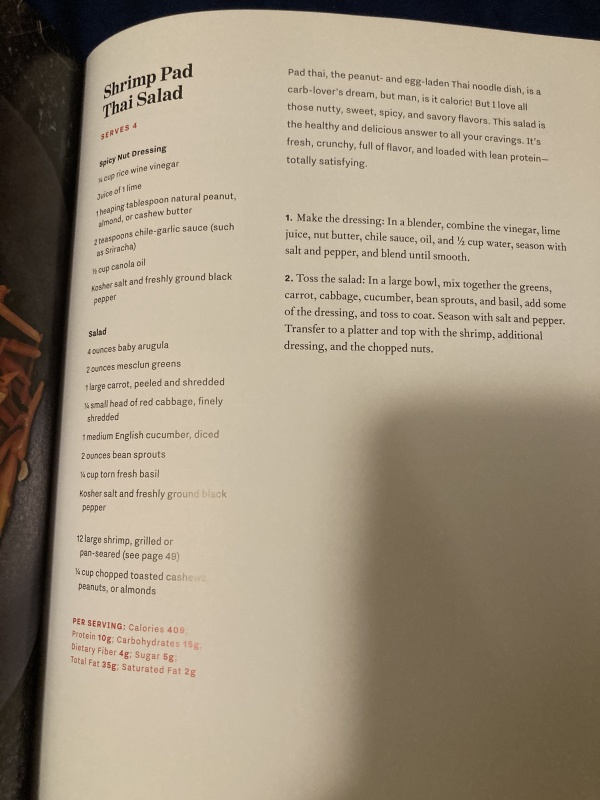 Shrimp Pad
Thai Salad
SERVES 4
Spicy Nut Dressing
¼ cup rice wine vinegar
Juice of 1 lime
1 heaping tablespoon natural peanut,
almond, or cashew butter
2 teaspoons chile-garlic sauce (such
as Sriracha)
½ cup canola oil
Kosher salt and freshly ground black
pepper
Salad
4 ounces baby arugula
2 ounces mesclun greens
1 large carrot, peeled and shredded
¼ small head of red cabbage, finely
shredded
1 medium English cucumber, diced
2 ounces bean sprouts
¼ cup torn fresh basil
Kosher salt and freshly ground black
pepper
12 large shrimp, grilled or
pan-seared (see page 49)
¼ cup chopped toasted cashews,
peanuts, or almonds
PER SERVING: Calories 409;
Protein 10g; Carbohydrates 15g;
Dietary Fiber 4g; Sugar 5g;
Total Fat 35g; Saturated Fat 2g
Pad thai, the peanut- and egg-laden Thai noodle dish, is a
carb-lover's dream, but man, is it caloric! But I love all
those nutty, sweet, spicy, and savory flavors. This salad is
the healthy and delicious answer to all your cravings. It's
fresh, crunchy, full of flavor, and loaded with lean protein—
totally satisfying.
1. Make the dressing: In a blender, combine the vinegar, lime
juice, nut butter, chile sauce, oil, and ½ cup water, season with
salt and pepper, and blend until smooth.
2. Toss the salad: In a large bowl, mix together the greens,
carrot, cabbage, cucumber, bean sprouts, and basil, add some
of the dressing, and toss to coat. Season with salt and pepper.
Transfer to a platter and top with the shrimp, additional
dressing, and the chopped nuts.